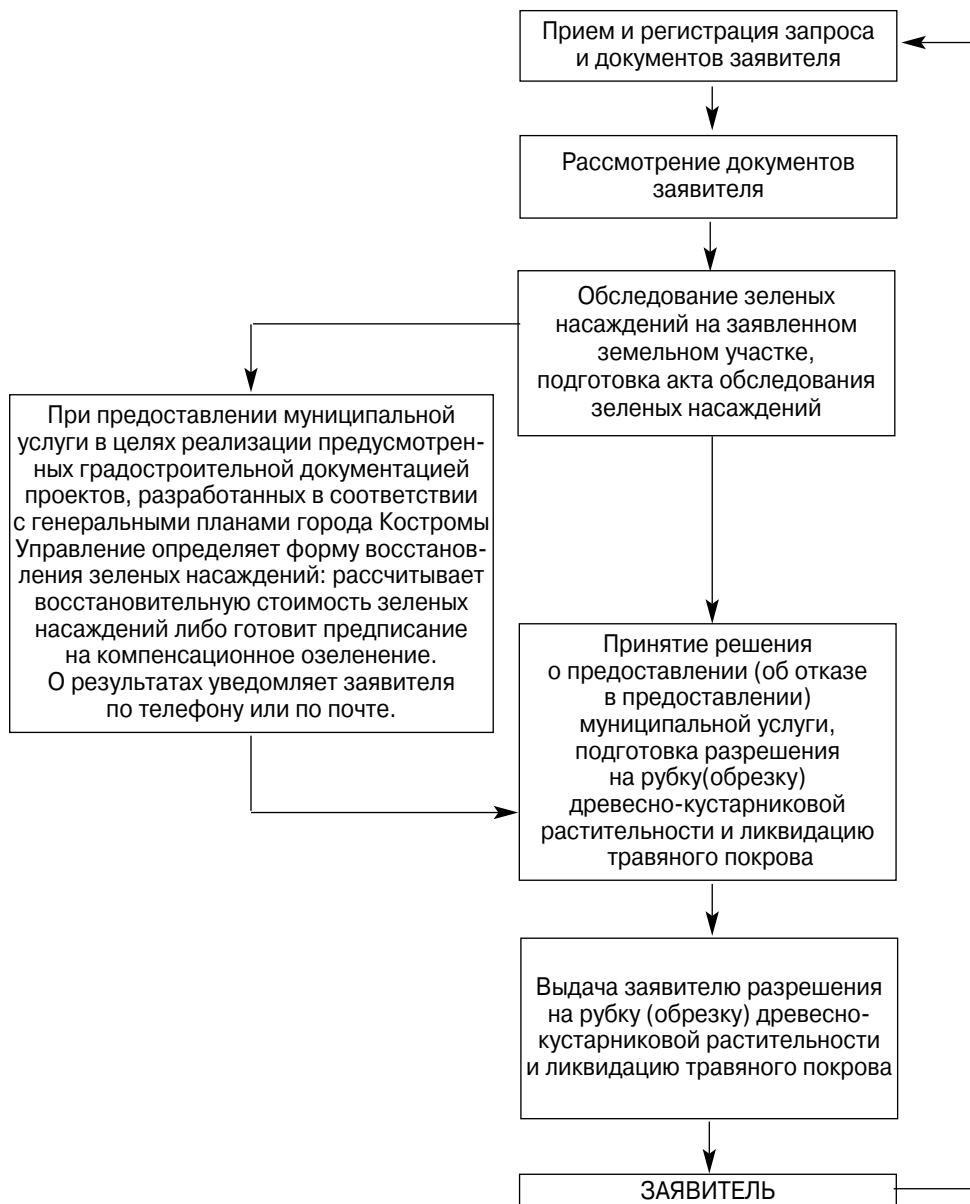 Прием и регистрация запроса
и документов заявителя
Рассмотрение документов
заявителя
Обследование зеленых
насаждений на заявленном
земельном участке,
подготовка акта обследования
зеленых насаждений
При предоставлении муниципальной
услуги в целях реализации предусмотрен-
ных градостроительной документацией
проектов, разработанных в соответствии
с генеральными планами города Костромы
Управление определяет форму восстанов-
ления зеленых насаждений: рассчитывает
восстановительную стоимость зеленых
насаждений либо готовит предписание
на компенсационное озеленение.
О результатах уведомляет заявителя
по телефону или по почте.
Принятие решения
о предоставлении (об отказе
в предоставлении)
муниципальной услуги,
подготовка разрешения
на рубку(обрезку)
древесно-кустарниковой
растительности и ликвидацию
травяного покрова
Выдача заявителю разрешения
на рубку (обрезку) древесно-
кустарниковой растительности
и ликвидацию травяного покрова
ЗАЯВИТЕЛЬ